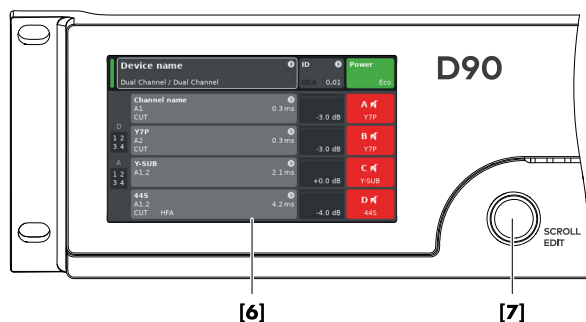 Device name
Dual Channel / Dual Channel
ID
OCA 0.01
Power
Eco
D90
Channel name
A1 0.3 ms
CUT -3.0 dB
A
Y7P
D
1 2
3 4
Y7P
A2 0.3 ms
CUT -3.0 dB
B
Y7P
A
1 2
3 4
Y-SUB
A1.2 2.1 ms
+0.0 dB
C
Y-SUB
44S
A1.2 4.2 ms
CUT HFA -4.0 dB
D
44S
SCROLL
EDIT
[6] [7]